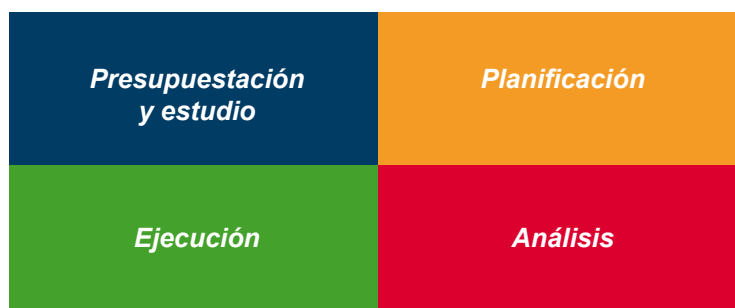 Presupuestación
y estudio
Planificación
Ejecución
Análisis